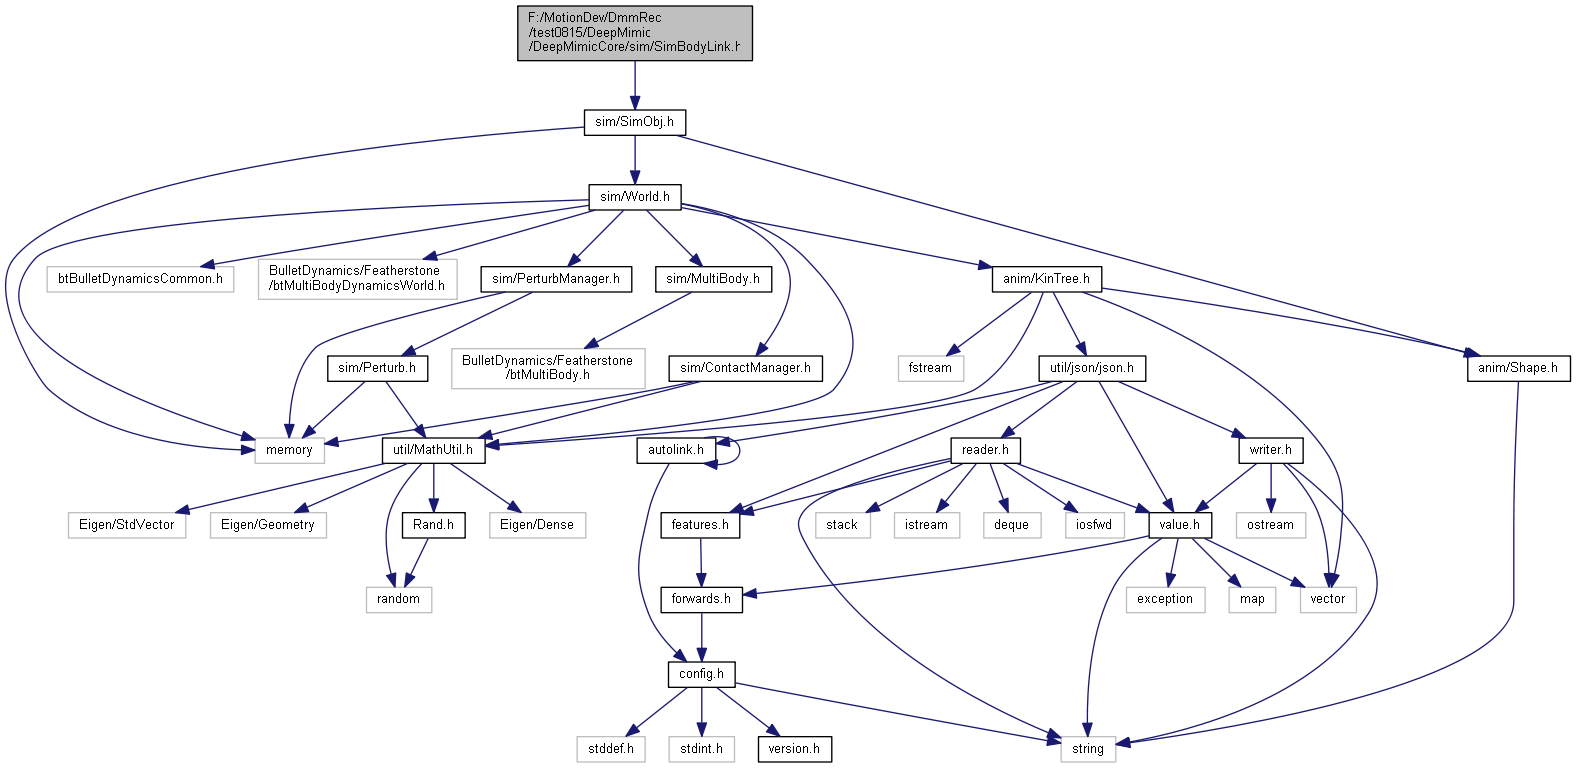 F:/MotionDev/DmmRec
/test0815/DeepMimic
/DeepMimicCore/sim/SimBodyLink.h
sim/SimObj.h
sim/World.h
btBulletDynamicsCommon.h
BulletDynamics/Featherstone
/btMultiBodyDynamicsWorld.h
sim/PerturbManager.h
sim/MultiBody.h
anim/KinTree.h
sim/Perturb.h
BulletDynamics/Featherstone
/btMultiBody.h
sim/ContactManager.h
fstream
util/json/json.h
anim/Shape.h
memory
util/MathUtil.h
autolink.h
reader.h
writer.h
Eigen/StdVector
Eigen/Geometry
Rand.h
Eigen/Dense
features.h
stack
istream
deque
iosfwd
value.h
ostream
random
forwards.h
exception
map
vector
config.h
stddef.h
stdint.h
version.h
string